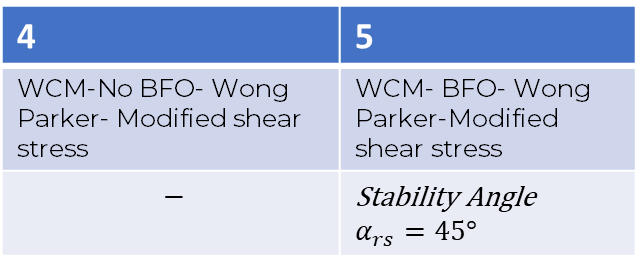 4
5
WCM-No BFO- Wong
Parker- Modified shear
stress
WCM- BFO- Wong
Parker-Modified
shear stress
–
Stability Angle
α_rs = 45°